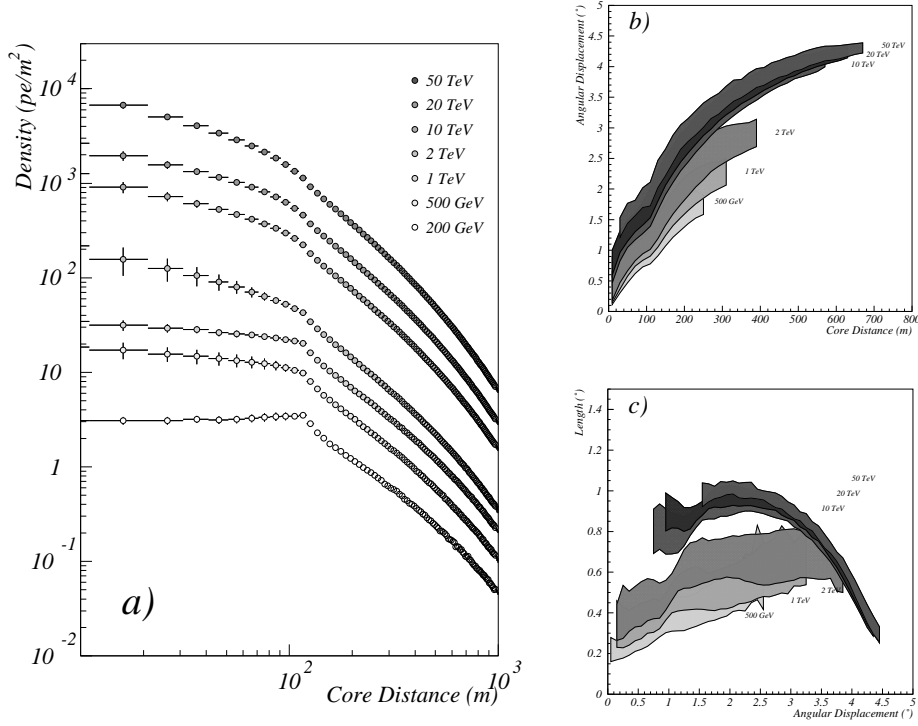 a)
Density (pe/m²)
10⁴
10³
10²
10
1
10⁻¹
10⁻²
50 TeV
20 TeV
10 TeV
2 TeV
1 TeV
500 GeV
200 GeV
10²
10³
Core Distance (m)
b)
Angular Displacement (°)
5
4.5
4
3.5
3
2.5
2
1.5
1
0.5
0
50 TeV
20 TeV
10 TeV
2 TeV
1 TeV
500 GeV
0 100 200 300 400 500 600 700 800
Core Distance (m)
c)
Length (°)
1.4
1.2
1
0.8
0.6
0.4
0.2
0
50 TeV
20 TeV
10 TeV
2 TeV
1 TeV
500 GeV
0 0.5 1 1.5 2 2.5 3 3.5 4 4.5 5
Angular Displacement (°)